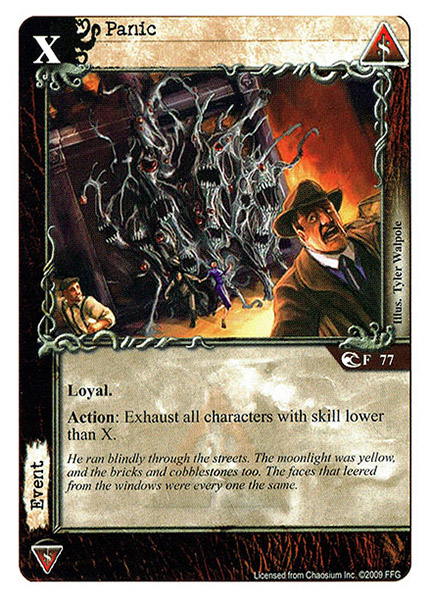 X
Panic
Illus. Tyler Walpole
F 77
Loyal.
Action: Exhaust all characters with skill lower
than X.
He ran blindly through the streets. The moonlight was yellow,
and the bricks and cobblestones too. The faces that leered
from the windows were every one the same.
Event
Licensed from Chaosium Inc. ©2009 FFG